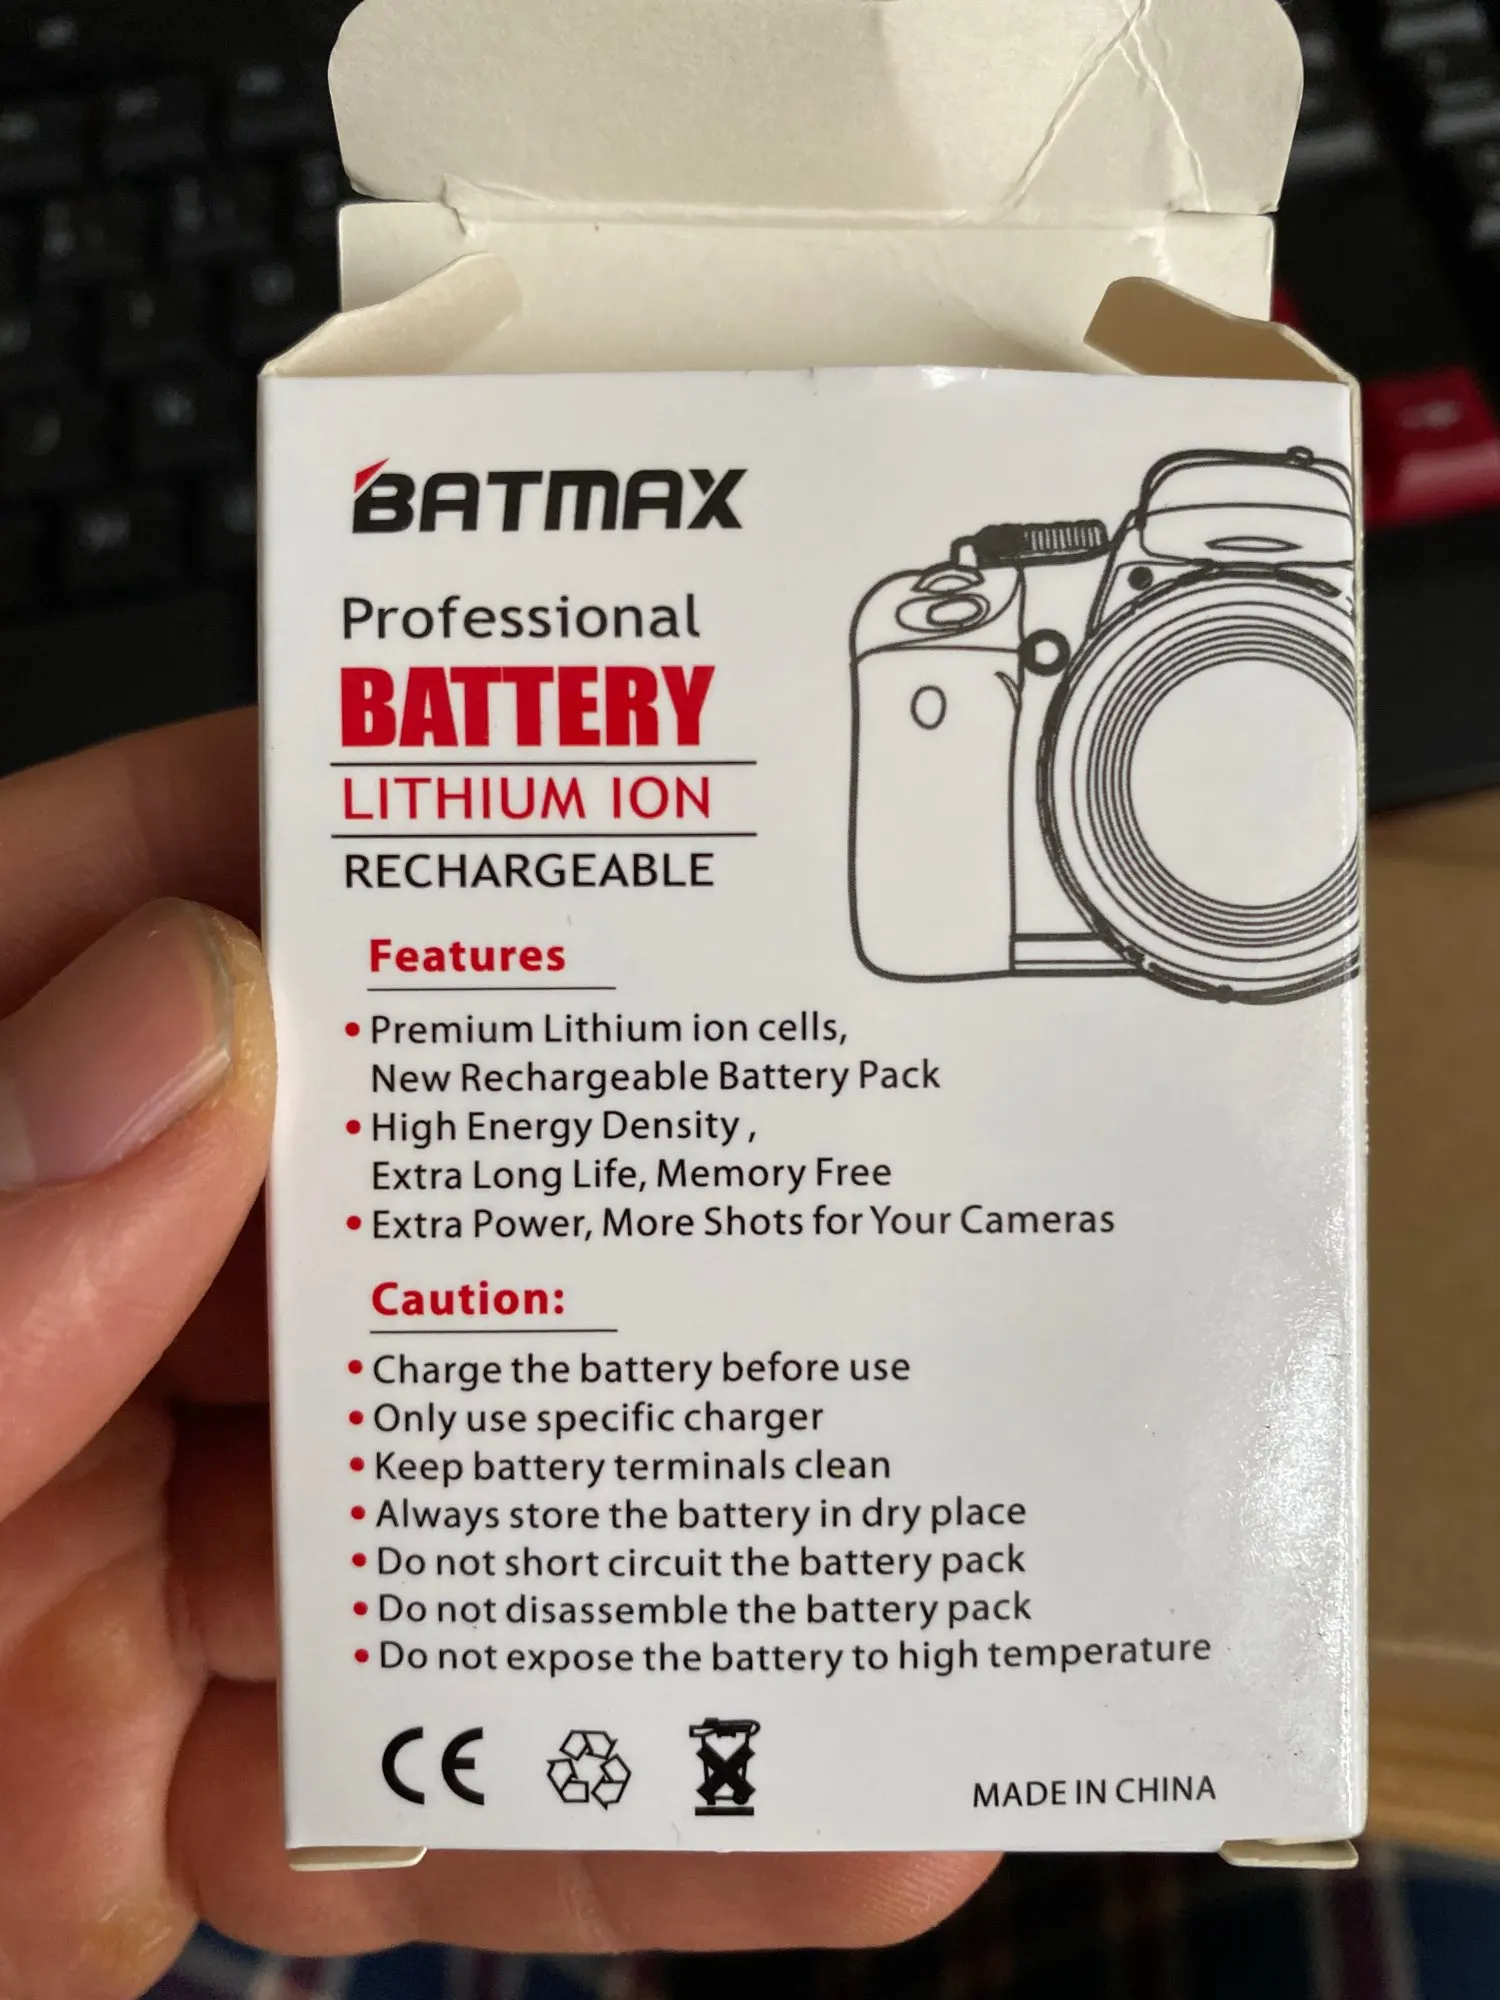 BATMAX
Professional
BATTERY
LITHIUM ION
RECHARGEABLE
Features
• Premium Lithium ion cells,
New Rechargeable Battery Pack
• High Energy Density ,
Extra Long Life, Memory Free
• Extra Power, More Shots for Your Cameras
Caution:
• Charge the battery before use
• Only use specific charger
• Keep battery terminals clean
• Always store the battery in dry place
• Do not short circuit the battery pack
• Do not disassemble the battery pack
• Do not expose the battery to high temperature
CE
MADE IN CHINA